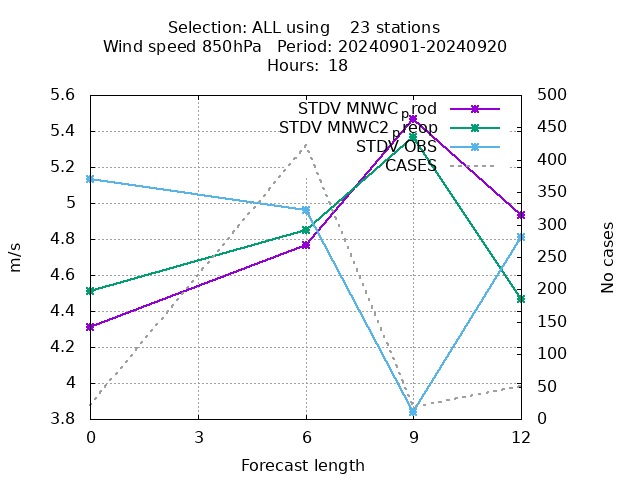 Selection: ALL using 23 stations
Wind speed 850hPa Period: 20240901-20240920
Hours: 18
5.6
5.4
5.2
5
4.8
4.6
4.4
4.2
4
3.8
m/s
STDV MNWC_prod
STDV MNWC2_preop
STDV OBS
CASES
500
450
400
350
300
250
200
150
100
50
0
No cases
0 3 6 9 12
Forecast length